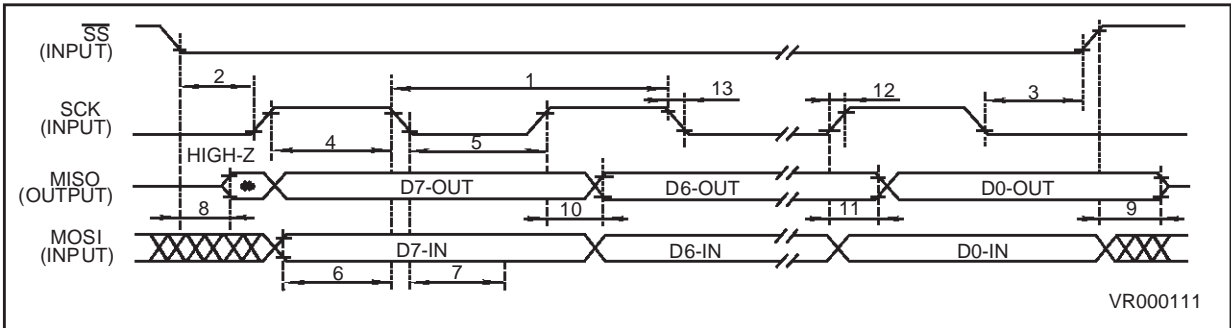 SS
(INPUT)
2
1
13
12
3
SCK
(INPUT)
4
5
HIGH-Z
MISO
(OUTPUT)
D7-OUT
D6-OUT
D0-OUT
8
10
11
9
MOSI
(INPUT)
D7-IN
D6-IN
D0-IN
6
7
VR000111